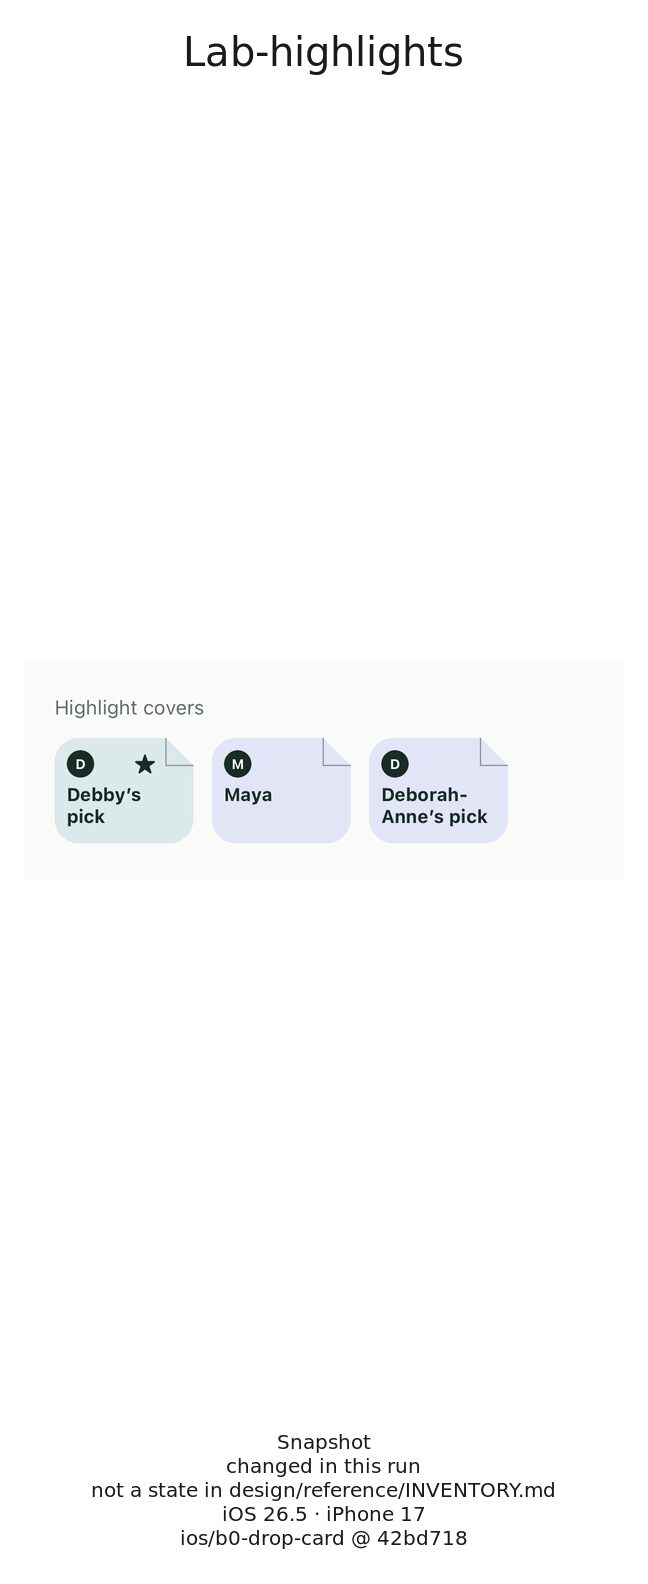 Lab-highlights
Highlight covers
D
Debby’s
pick
M
Maya
D
Deborah-
Anne’s pick
Snapshot
changed in this run
not a state in design/reference/INVENTORY.md
iOS 26.5 · iPhone 17
ios/b0-drop-card @ 42bd718